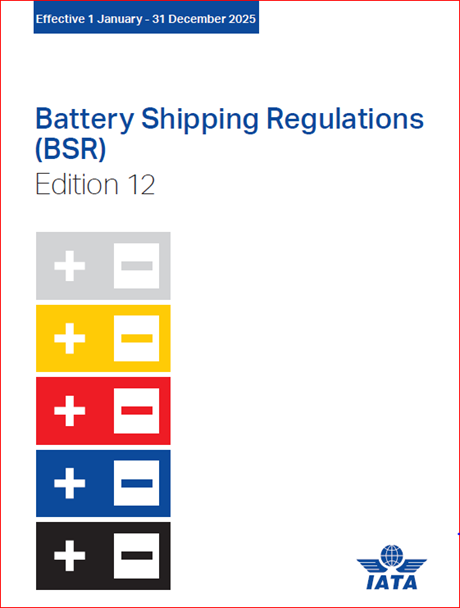 Effective 1 January - 31 December 2025
Battery Shipping Regulations
(BSR)
Edition 12
+ −
+ −
+ −
+ −
+ −
IATA